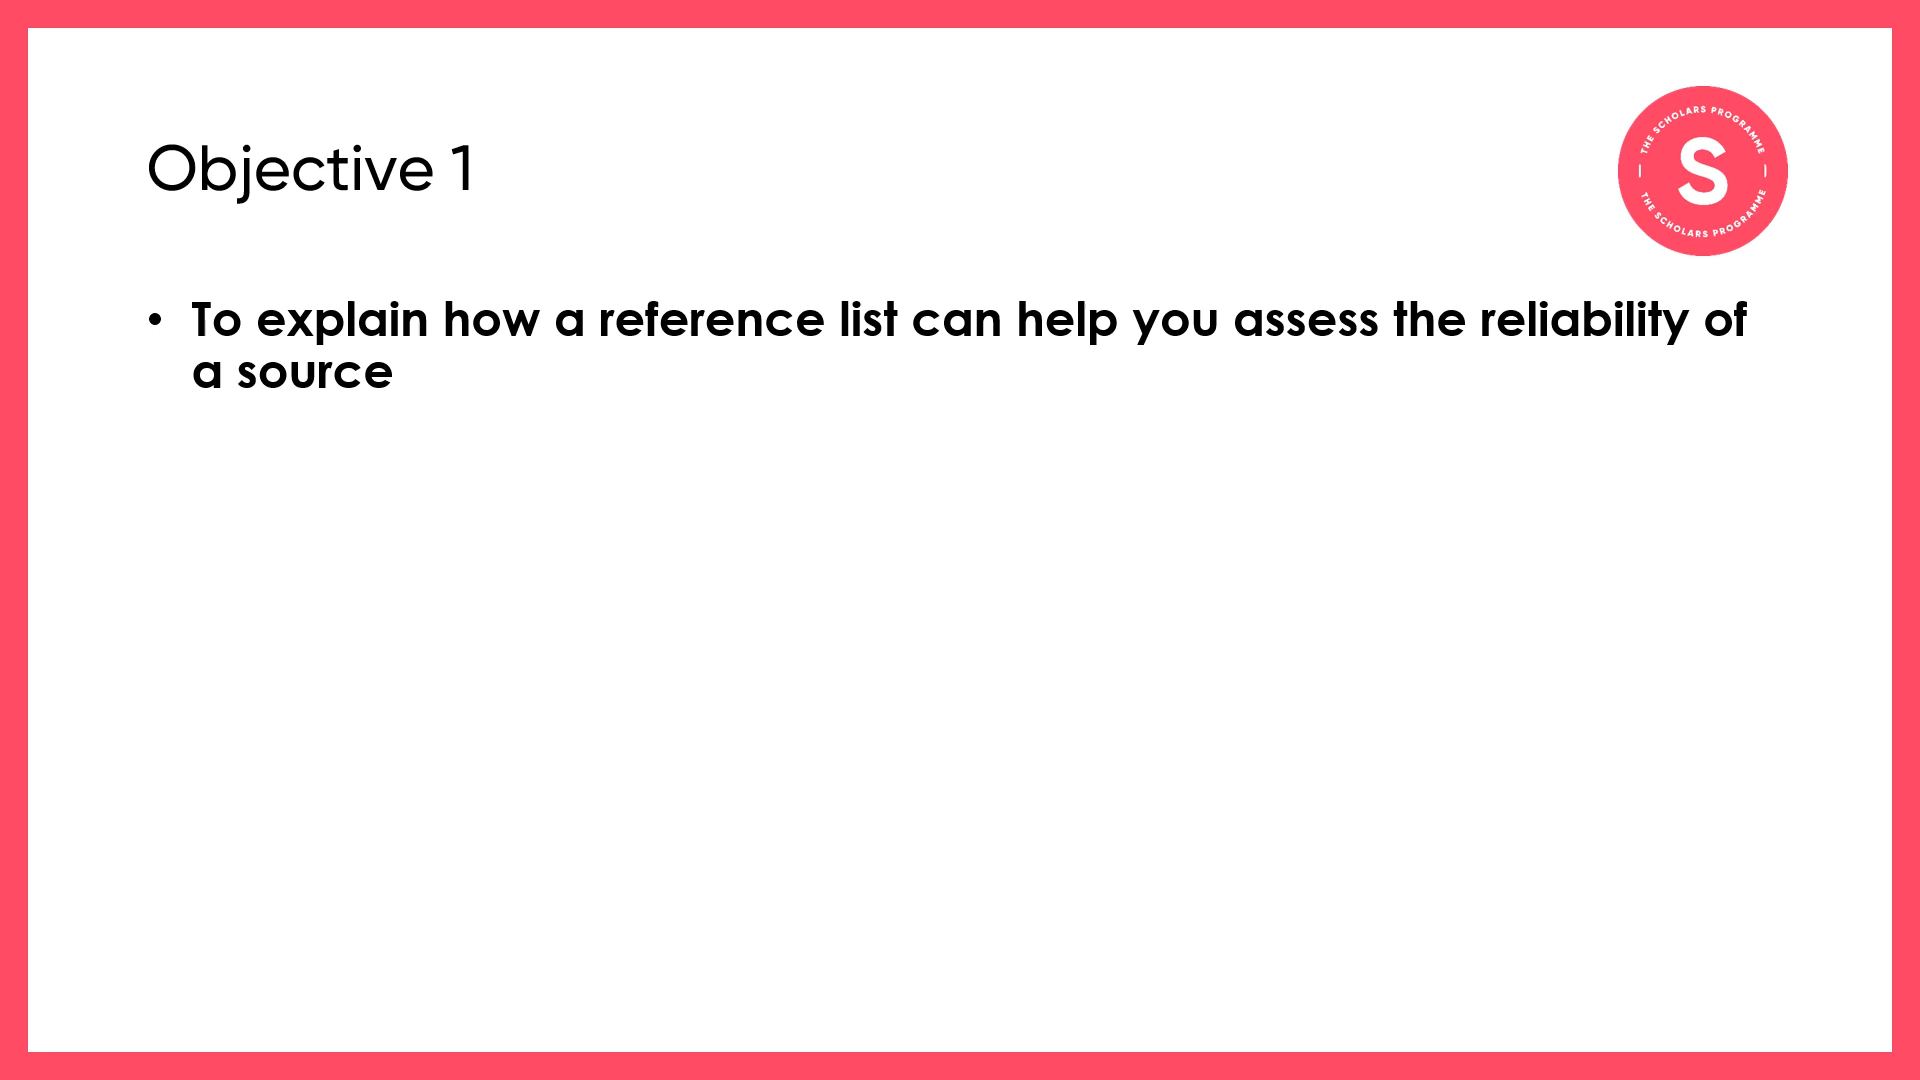 Objective 1
THE SCHOLARS PROGRAMME
S
THE SCHOLARS PROGRAMME
• To explain how a reference list can help you assess the reliability of
a source